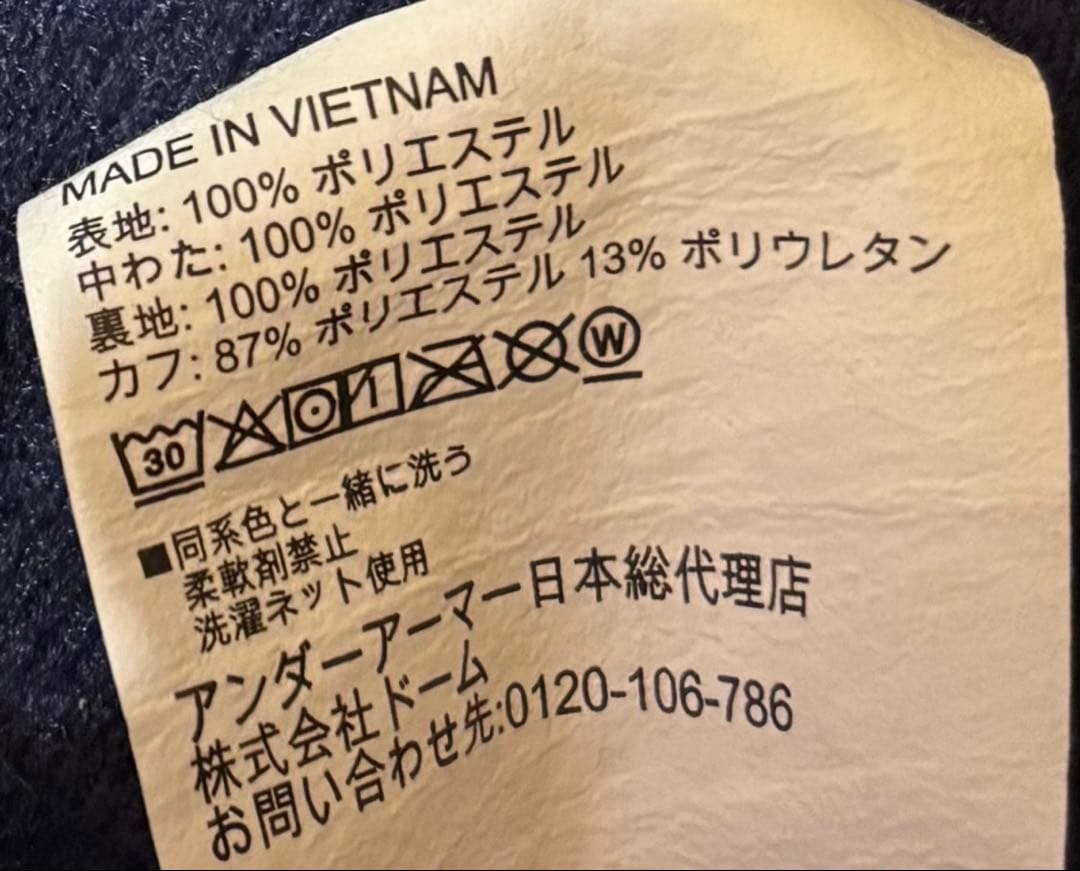 MADE IN VIETNAM
表地: 100% ポリエステル
中わた: 100% ポリエステル
裏地: 100% ポリエステル
カフ: 87% ポリエステル 13% ポリウレタン
30 W
■同系色と一緒に洗う
柔軟剤禁止
洗濯ネット使用
アンダーアーマー日本総代理店
株式会社ドーム
お問い合わせ先:0120-106-786